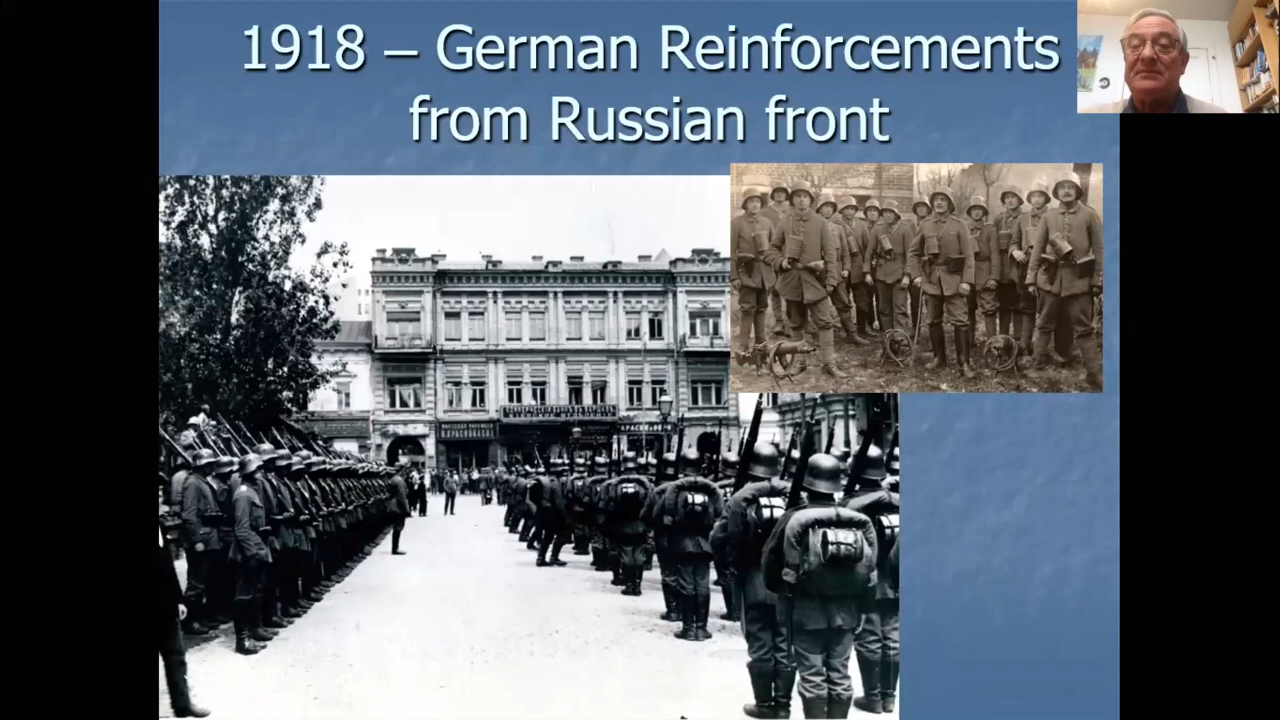 1918 – German Reinforcements
from Russian front